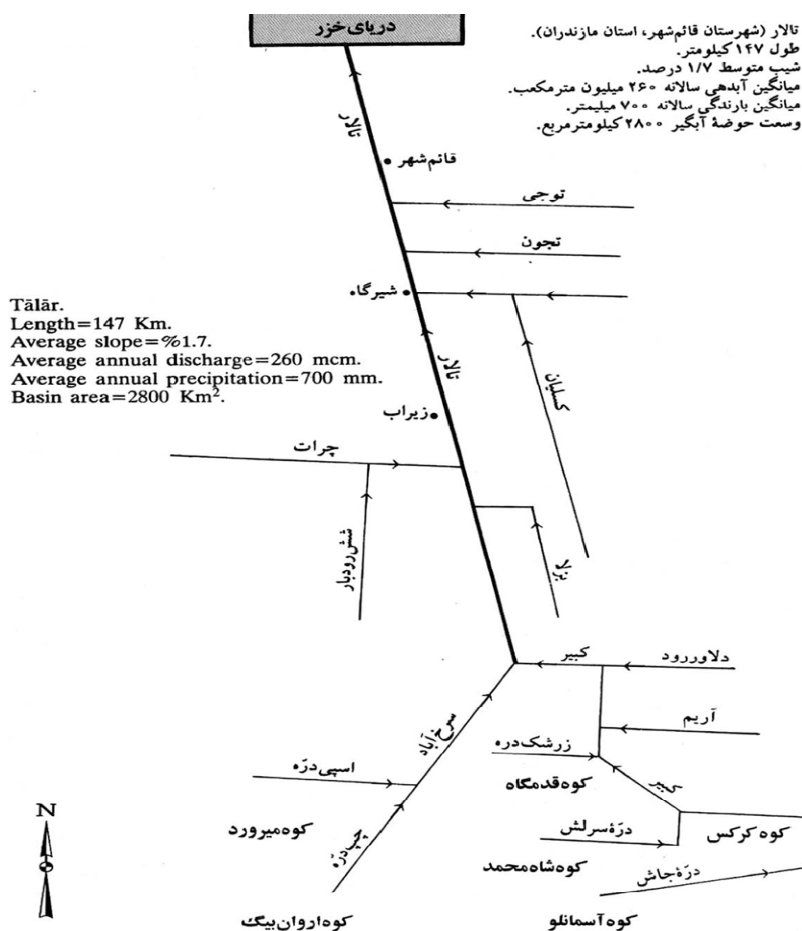 دریای خزر
تالار (شهرستان قائم‌شهر، استان مازندران).
طول ۱۴۷ کیلومتر.
شیب متوسط ۱/۷ درصد.
میانگین آبدهی سالانه ۲۶۰ میلیون مترمکعب.
میانگین بارندگی سالانه ۷۰۰ میلیمتر.
وسعت حوضهٔ آبگیر ۲۸۰۰ کیلومترمربع.
تالار
قائم‌شهر
توجی
تجون
شیرگاه
Tālār.
Length=147 Km.
Average slope=%1.7.
Average annual discharge=260 mcm.
Average annual precipitation=700 mm.
Basin area=2800 Km².
تالار
کسلیان
زیراب
چرات
شش رودبار
بزلا
کبیر
دلاوررود
سرخ‌آباد
آریم
زرشک‌دره
اسپی درّه
کوه قدمگاه
کبیر
N
کوه میرورد
چپ درّه
درّهٔ سرلش
کوه کرکس
کوه شاه محمد
درّهٔ جاش
کوه اروان بیگ
کوه آسمانلو